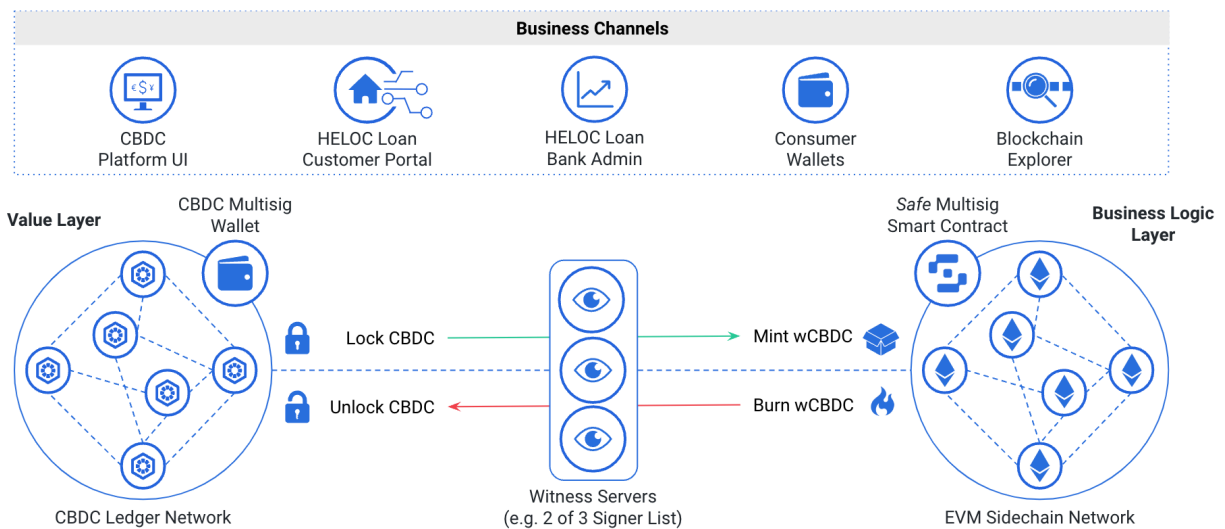 Business Channels
€$¥
CBDC
Platform UI
HELOC Loan
Customer Portal
HELOC Loan
Bank Admin
Consumer
Wallets
Blockchain
Explorer
Value Layer
CBDC Multisig
Wallet
Safe Multisig
Smart Contract
Business Logic
Layer
Lock CBDC
Mint wCBDC
Unlock CBDC
Burn wCBDC
CBDC Ledger Network
Witness Servers
(e.g. 2 of 3 Signer List)
EVM Sidechain Network